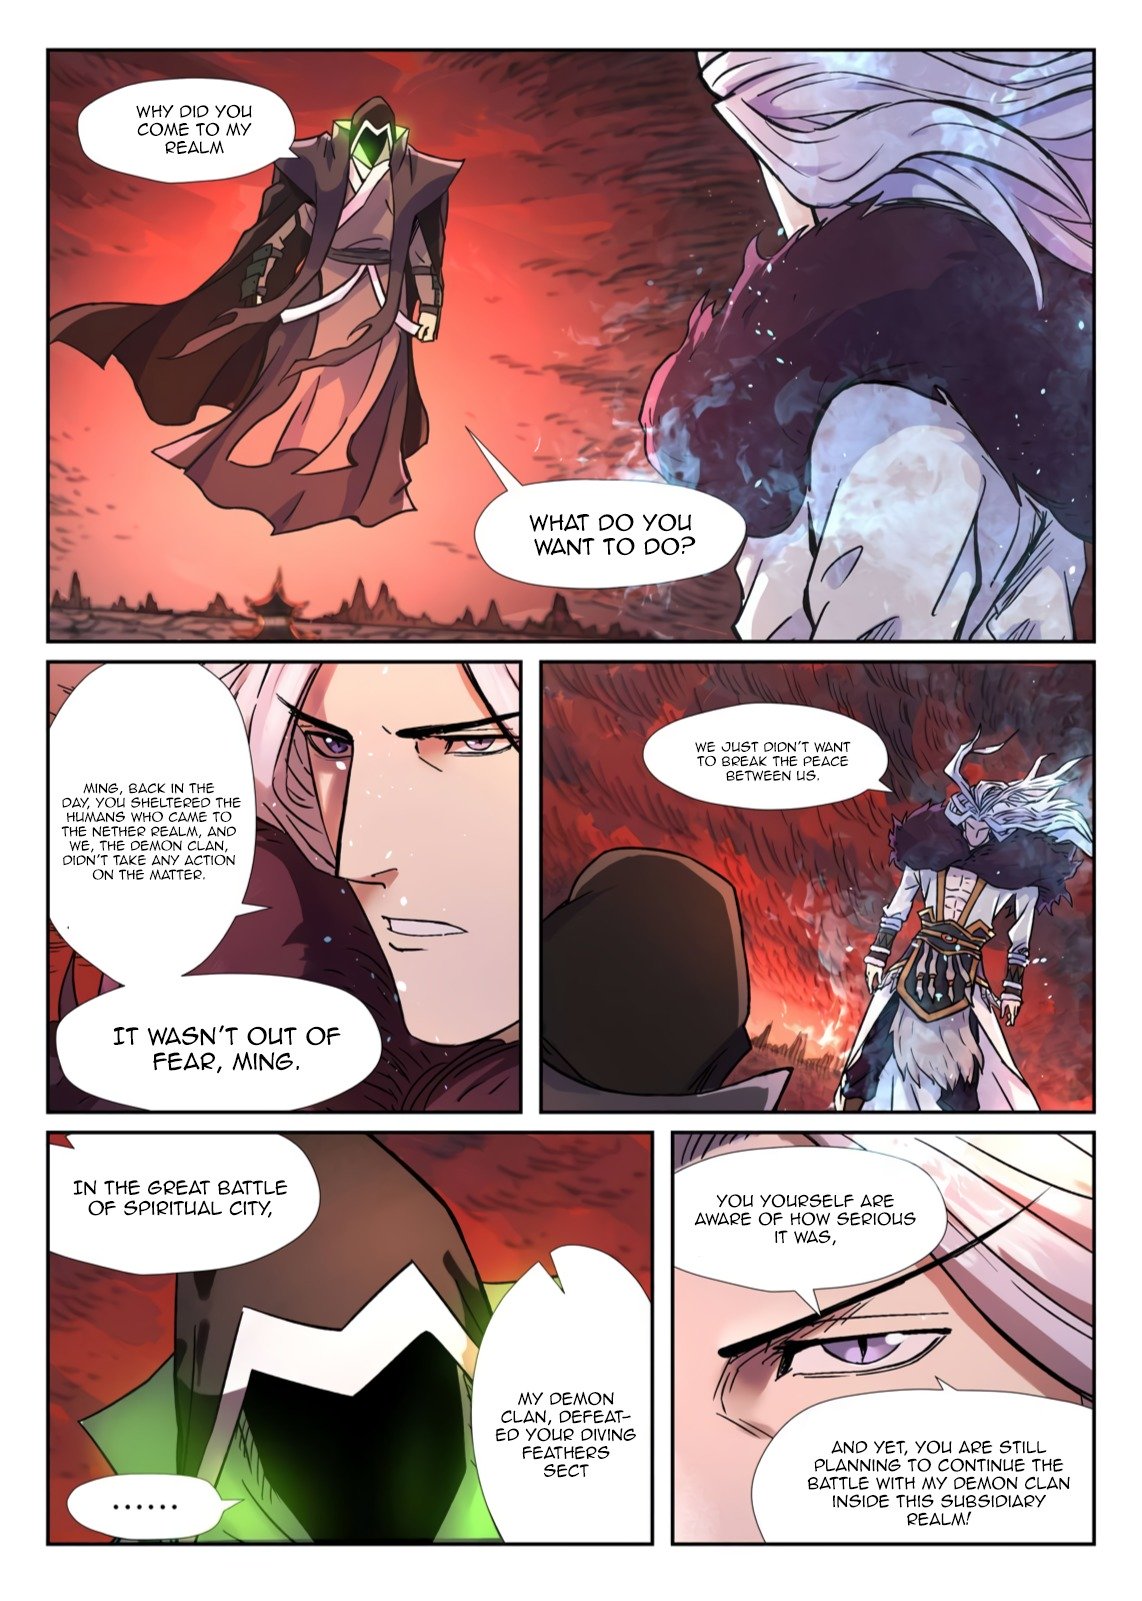 WHY DID YOU
COME TO MY
REALM
WHAT DO YOU
WANT TO DO?
MING, BACK IN THE
DAY, YOU SHELTERED THE
HUMANS WHO CAME TO
THE NETHER REALM, AND
WE, THE DEMON CLAN,
DIDN'T TAKE ANY ACTION
ON THE MATTER.
IT WASN'T OUT OF
FEAR, MING.
WE JUST DIDN'T WANT
TO BREAK THE PEACE
BETWEEN US.
IN THE GREAT BATTLE
OF SPIRITUAL CITY,
MY DEMON
CLAN, DEFEAT-
ED YOUR DIVING
FEATHERS
SECT
......
YOU YOURSELF ARE
AWARE OF HOW SERIOUS
IT WAS,
AND YET, YOU ARE STILL
PLANNING TO CONTINUE THE
BATTLE WITH MY DEMON CLAN
INSIDE THIS SUBSIDIARY
REALM!